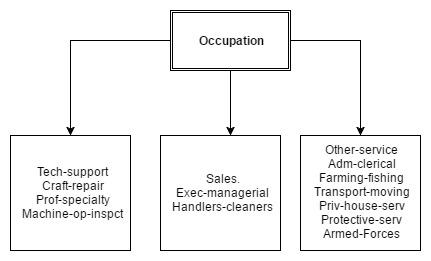 Occupation
Tech-support
Craft-repair
Prof-specialty
Machine-op-inspct
Sales.
Exec-managerial
Handlers-cleaners
Other-service
Adm-clerical
Farming-fishing
Transport-moving
Priv-house-serv
Protective-serv
Armed-Forces